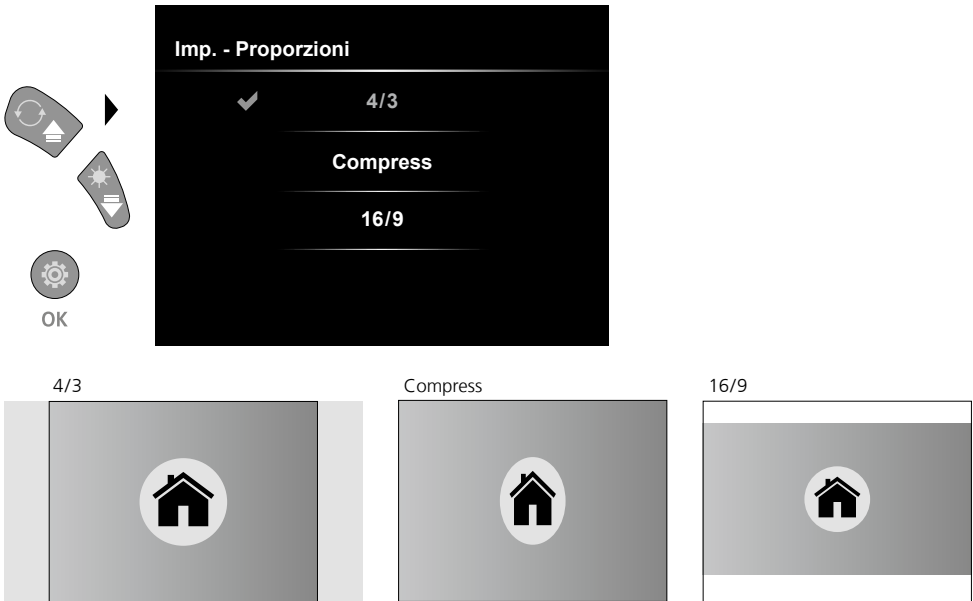 Imp. - Proporzioni
4/3
Compress
16/9
OK
4/3
Compress
16/9